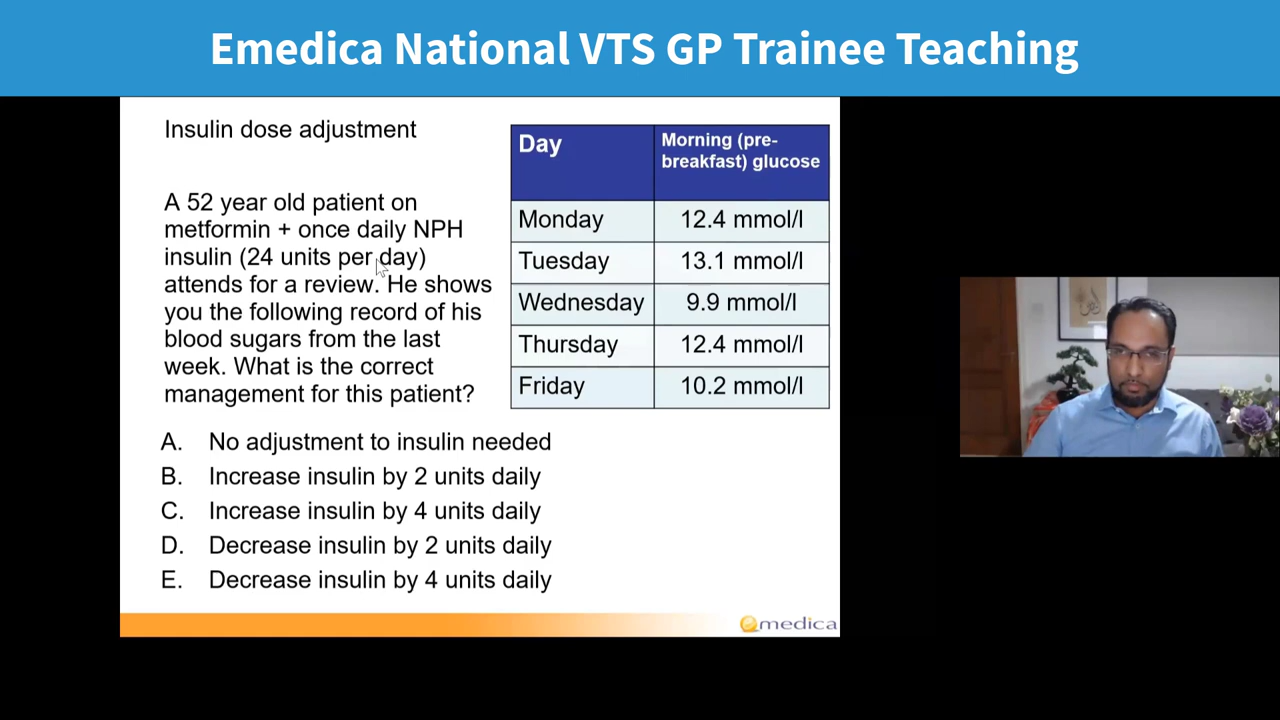 Emedica National VTS GP Trainee Teaching
Insulin dose adjustment
A 52 year old patient on
metformin + once daily NPH
insulin (24 units per day)
attends for a review. He shows
you the following record of his
blood sugars from the last
week. What is the correct
management for this patient?
Day Morning (pre-
breakfast) glucose
Monday 12.4 mmol/l
Tuesday 13.1 mmol/l
Wednesday 9.9 mmol/l
Thursday 12.4 mmol/l
Friday 10.2 mmol/l
A. No adjustment to insulin needed
B. Increase insulin by 2 units daily
C. Increase insulin by 4 units daily
D. Decrease insulin by 2 units daily
E. Decrease insulin by 4 units daily
emedica